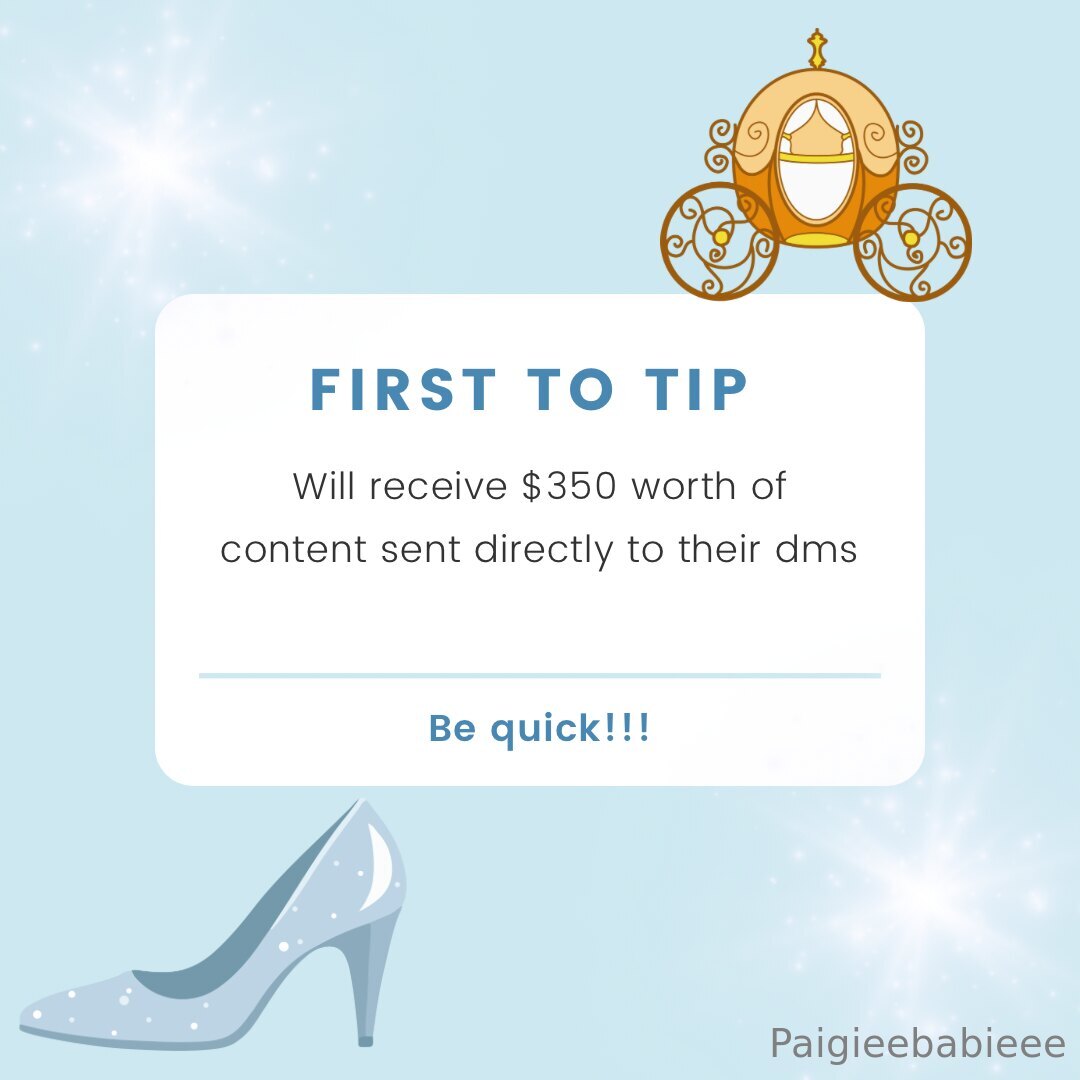 FIRST TO TIP
Will receive $350 worth of
content sent directly to their dms
Be quick!!!
Paigieebabieee